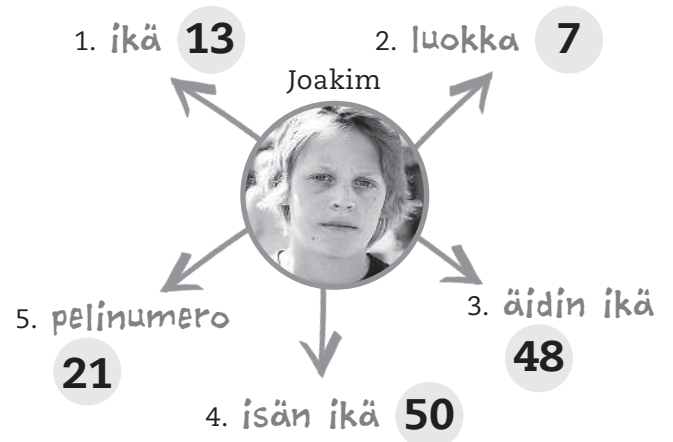 1. ikä 13
2. luokka 7
Joakim
3. äidin ikä
48
4. isän ikä 50
5. pelinumero
21